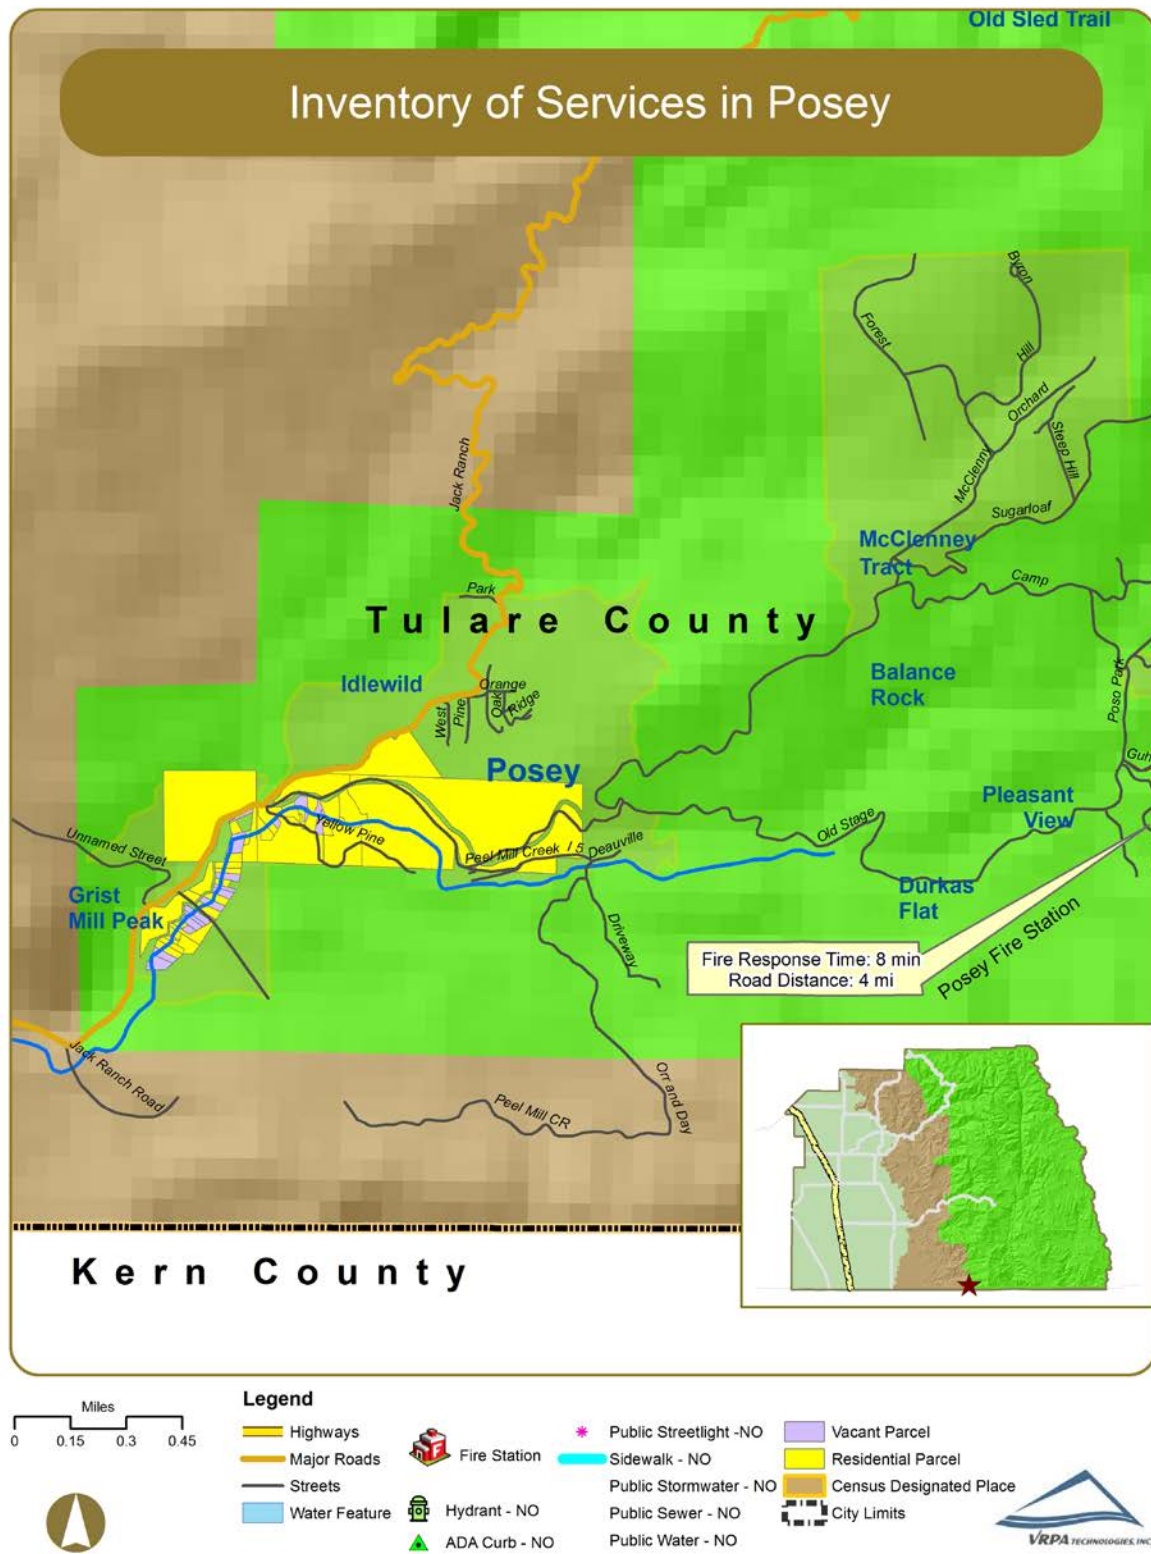 Old Sled Trail
Inventory of Services in Posey
Byron
Forest
Hill
Orchard
Steep Hill
Jack Ranch
McClenny
Sugarloaf
McClenney
Tract
Camp
Park
Tulare County
Idlewild
Balance
Rock
Orange
Oak
Ridge
West
Pine
Poso Park
Posey
Guh
Pleasant
View
Yellow Pine
Old Stage
Unnamed Street
Peel Mill Creek I 5
Deauville
Grist
Mill Peak
Durkas
Flat
Driveway
Fire Response Time: 8 min
Road Distance: 4 mi
Posey Fire Station
Jack Ranch Road
Orr and Day
Peel Mill CR
Kern County
Miles
0 0.15 0.3 0.45
Legend
Highways
Major Roads
Streets
Water Feature
Fire Station
Hydrant - NO
ADA Curb - NO
Public Streetlight -NO
Sidewalk - NO
Public Stormwater - NO
Public Sewer - NO
Public Water - NO
Vacant Parcel
Residential Parcel
Census Designated Place
City Limits
VRPA TECHNOLOGIES, INC